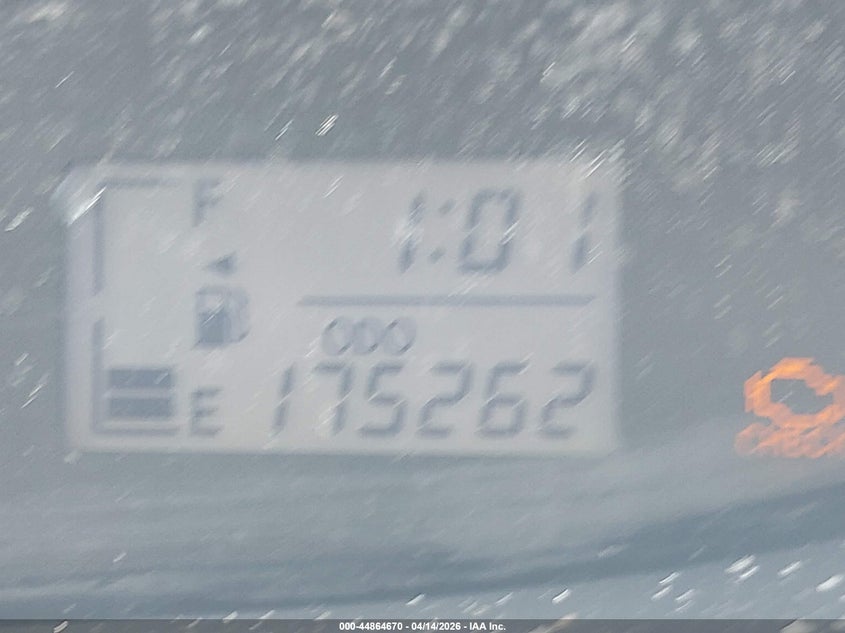 F
1:01
ODO
E 175262
000-44864670 - 04/14/2026 - IAA Inc.